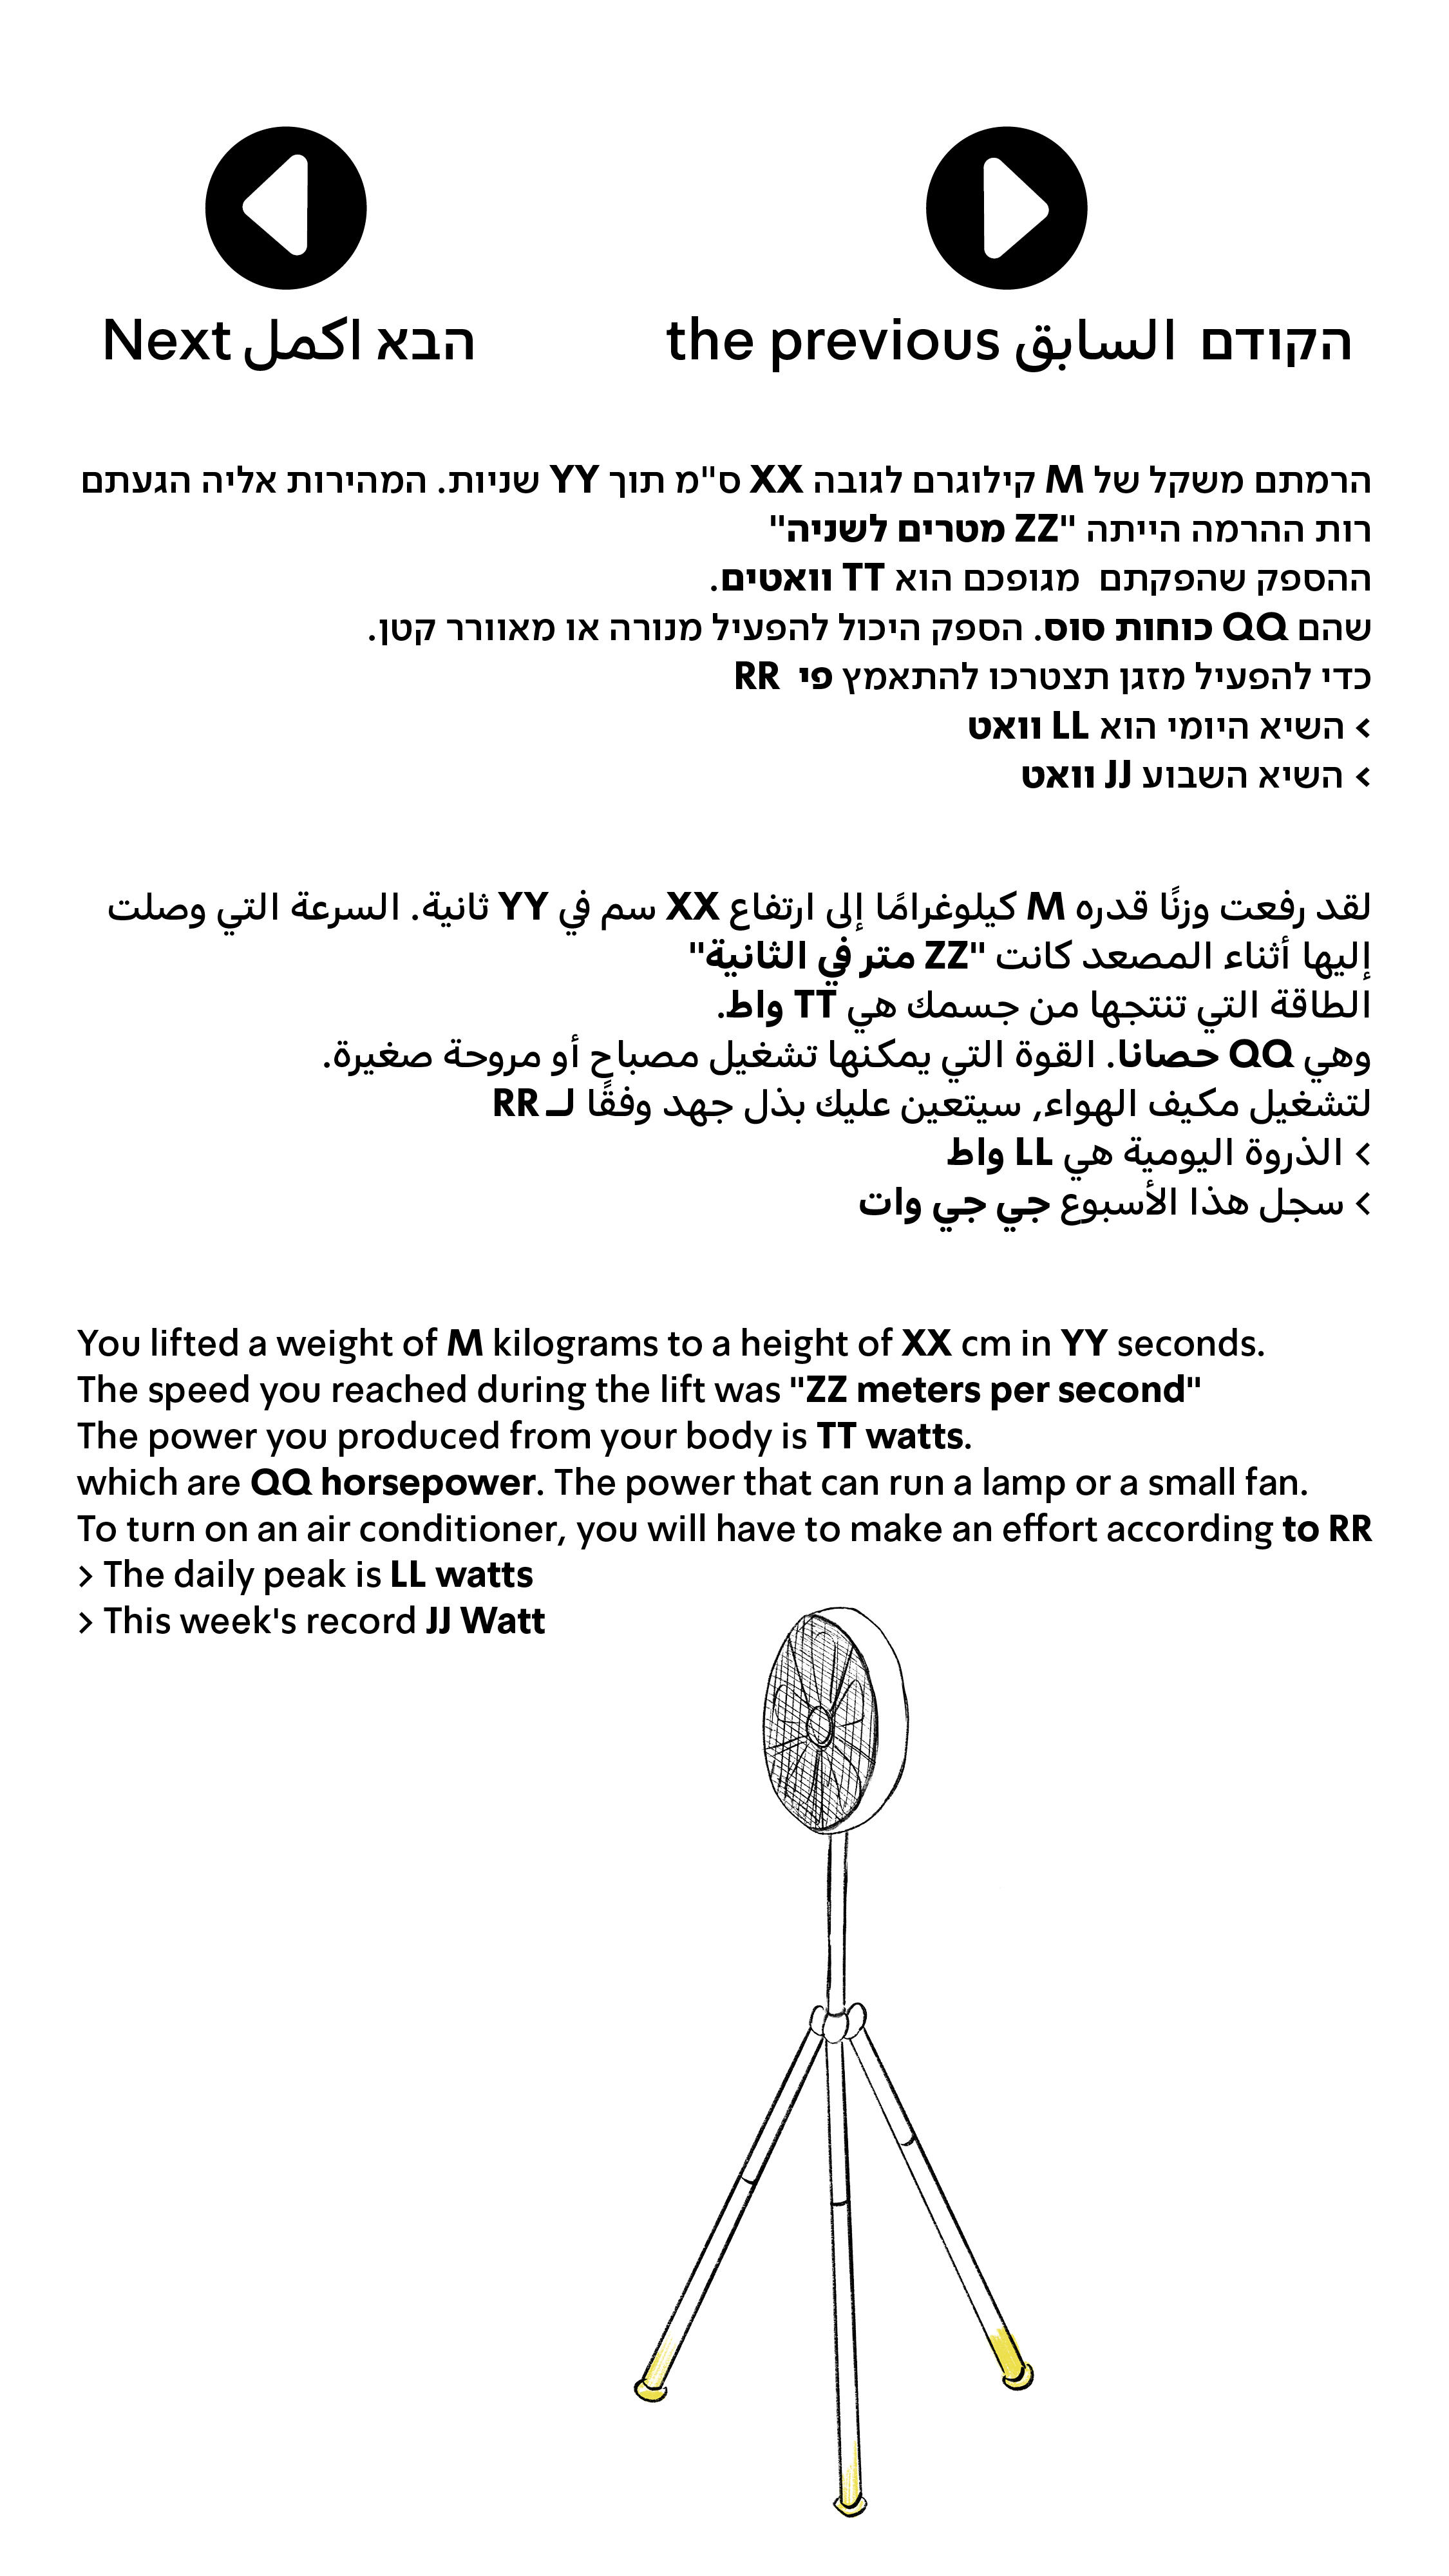 הבא اكمل Next
הקודם السابق the previous
הרמתם משקל של M קילוגרם לגובה XX ס"מ תוך YY שניות. המהירות אליה הגעתם
רות ההרמה הייתה "ZZ מטרים לשניה"
ההספק שהפקתם מגופכם הוא TT וואטים.
שהם QQ כוחות סוס. הספק היכול להפעיל מנורה או מאוורר קטן.
כדי להפעיל מזגן תצטרכו להתאמץ פי RR
> השיא היומי הוא LL וואט
> השיא השבוע JJ וואט
لقد رفعت وزنًا قدره M كيلوغرامًا إلى ارتفاع XX سم في YY ثانية. السرعة التي وصلت
إليها أثناء المصعد كانت "ZZ متر في الثانية"
الطاقة التي تنتجها من جسمك هي TT واط.
وهي QQ حصانا. القوة التي يمكنها تشغيل مصباح أو مروحة صغيرة.
لتشغيل مكيف الهواء, سيتعين عليك بذل جهد وفقًا لـ RR
> الذروة اليومية هي LL واط
> سجل هذا الأسبوع جي جي وات
You lifted a weight of M kilograms to a height of XX cm in YY seconds.
The speed you reached during the lift was "ZZ meters per second"
The power you produced from your body is TT watts.
which are QQ horsepower. The power that can run a lamp or a small fan.
To turn on an air conditioner, you will have to make an effort according to RR
> The daily peak is LL watts
> This week's record JJ Watt